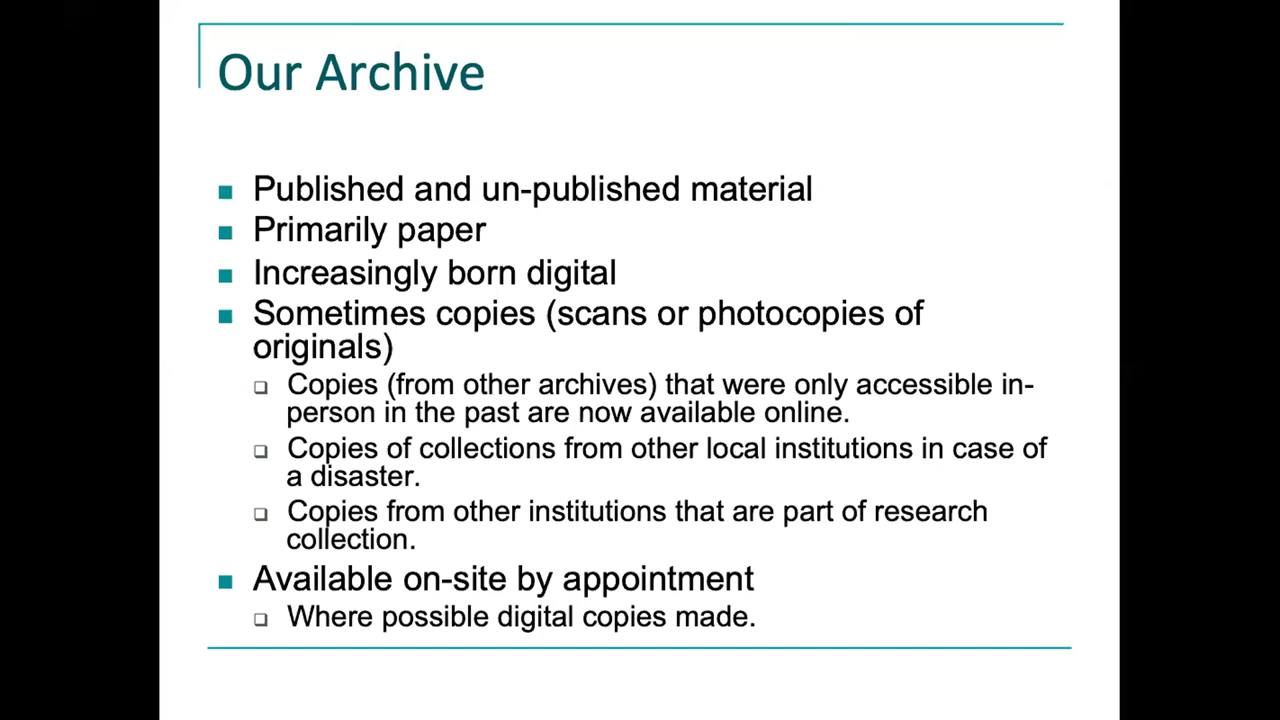 Our Archive
Published and un-published material
Primarily paper
Increasingly born digital
Sometimes copies (scans or photocopies of
originals)
Copies (from other archives) that were only accessible in-
person in the past are now available online.
Copies of collections from other local institutions in case of
a disaster.
Copies from other institutions that are part of research
collection.
Available on-site by appointment
Where possible digital copies made.